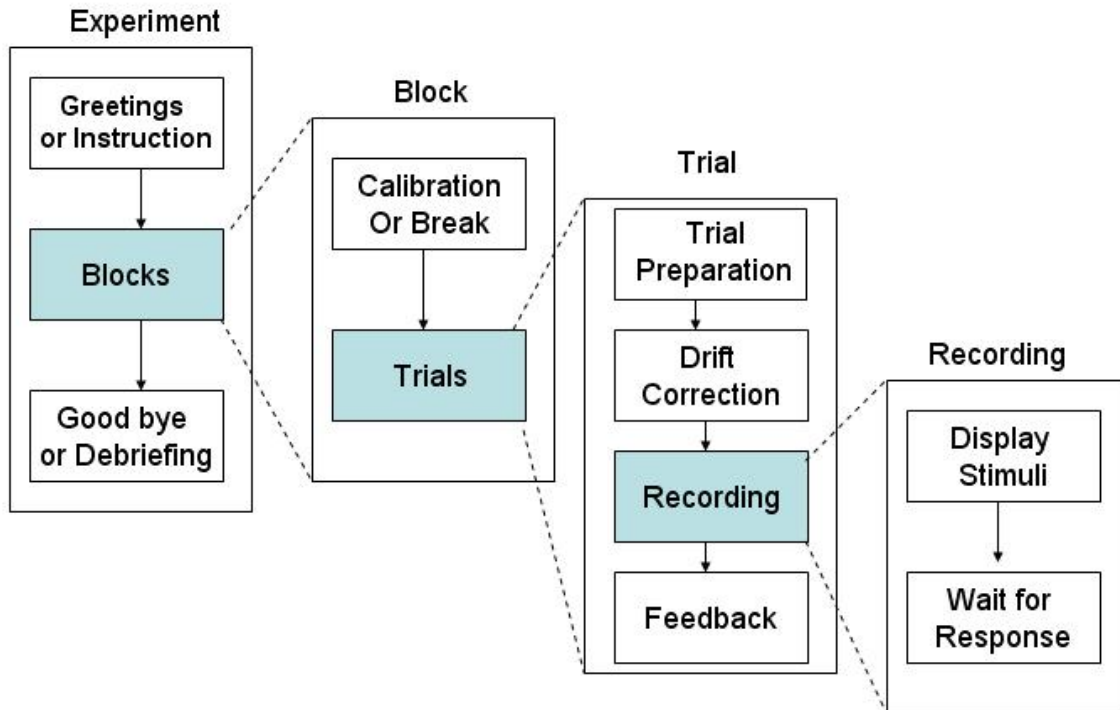 Experiment
Greetings
or Instruction
Blocks
Good bye
or Debriefing
Block
Calibration
Or Break
Trials
Trial
Trial
Preparation
Drift
Correction
Recording
Feedback
Recording
Display
Stimuli
Wait for
Response